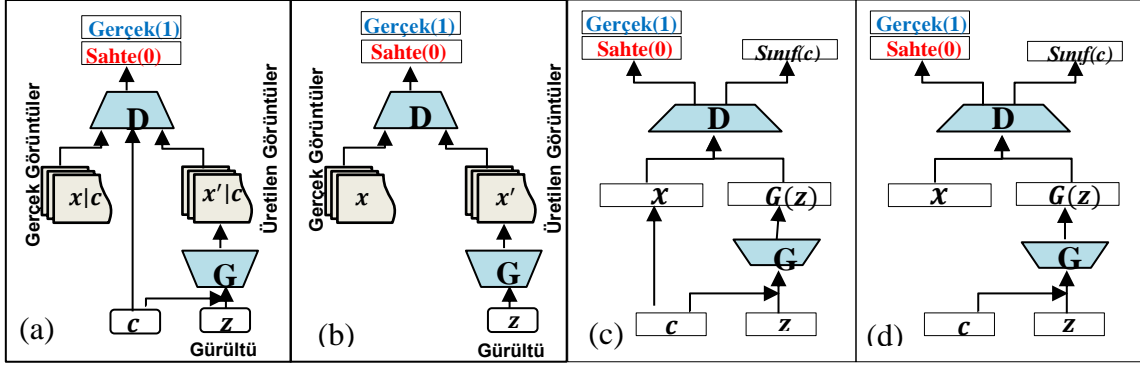 Gerçek(1)
Sahte(0)
D
Gerçek Görüntüler
x|c
x′|c
Üretilen Görüntüler
G
c
z
Gürültü
(a)
Gerçek(1)
Sahte(0)
D
Gerçek Görüntüler
x
x′
Üretilen Görüntüler
G
z
Gürültü
(b)
Gerçek(1)
Sahte(0)
Sınıf(c)
D
x
G(z)
G
c
z
(c)
Gerçek(1)
Sahte(0)
Sınıf(c)
D
x
G(z)
G
c
z
(d)